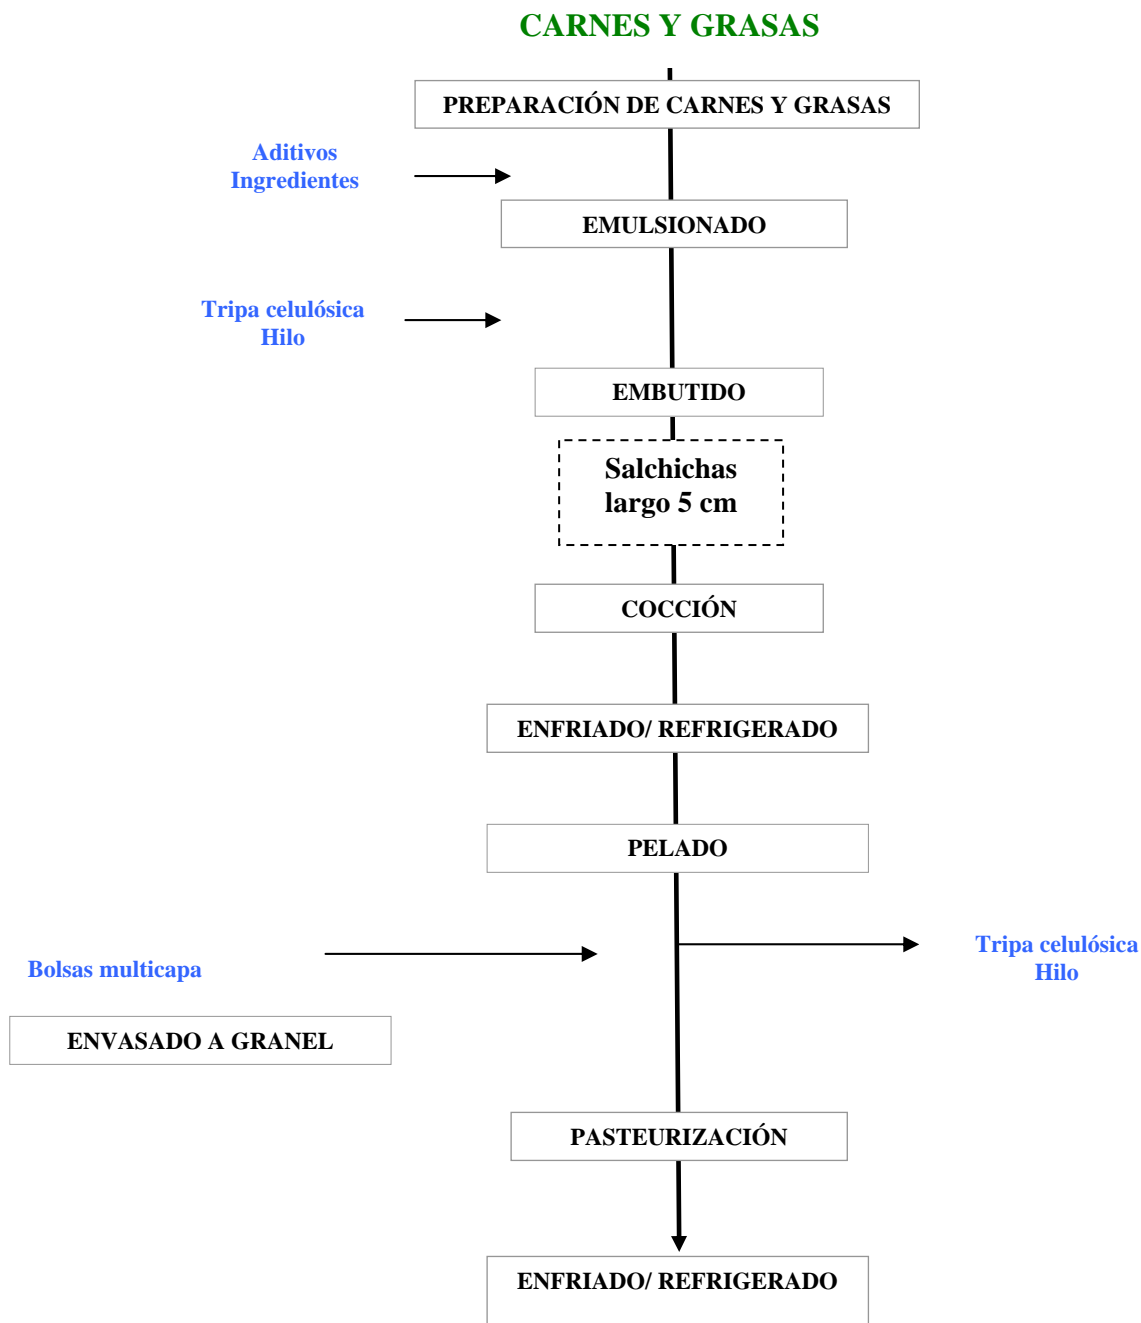 CARNES Y GRASAS
PREPARACIÓN DE CARNES Y GRASAS
Aditivos
Ingredientes
EMULSIONADO
Tripa celulósica
Hilo
EMBUTIDO
Salchichas
largo 5 cm
COCCIÓN
ENFRIADO/ REFRIGERADO
PELADO
Bolsas multicapa
Tripa celulósica
Hilo
ENVASADO A GRANEL
PASTEURIZACIÓN
ENFRIADO/ REFRIGERADO